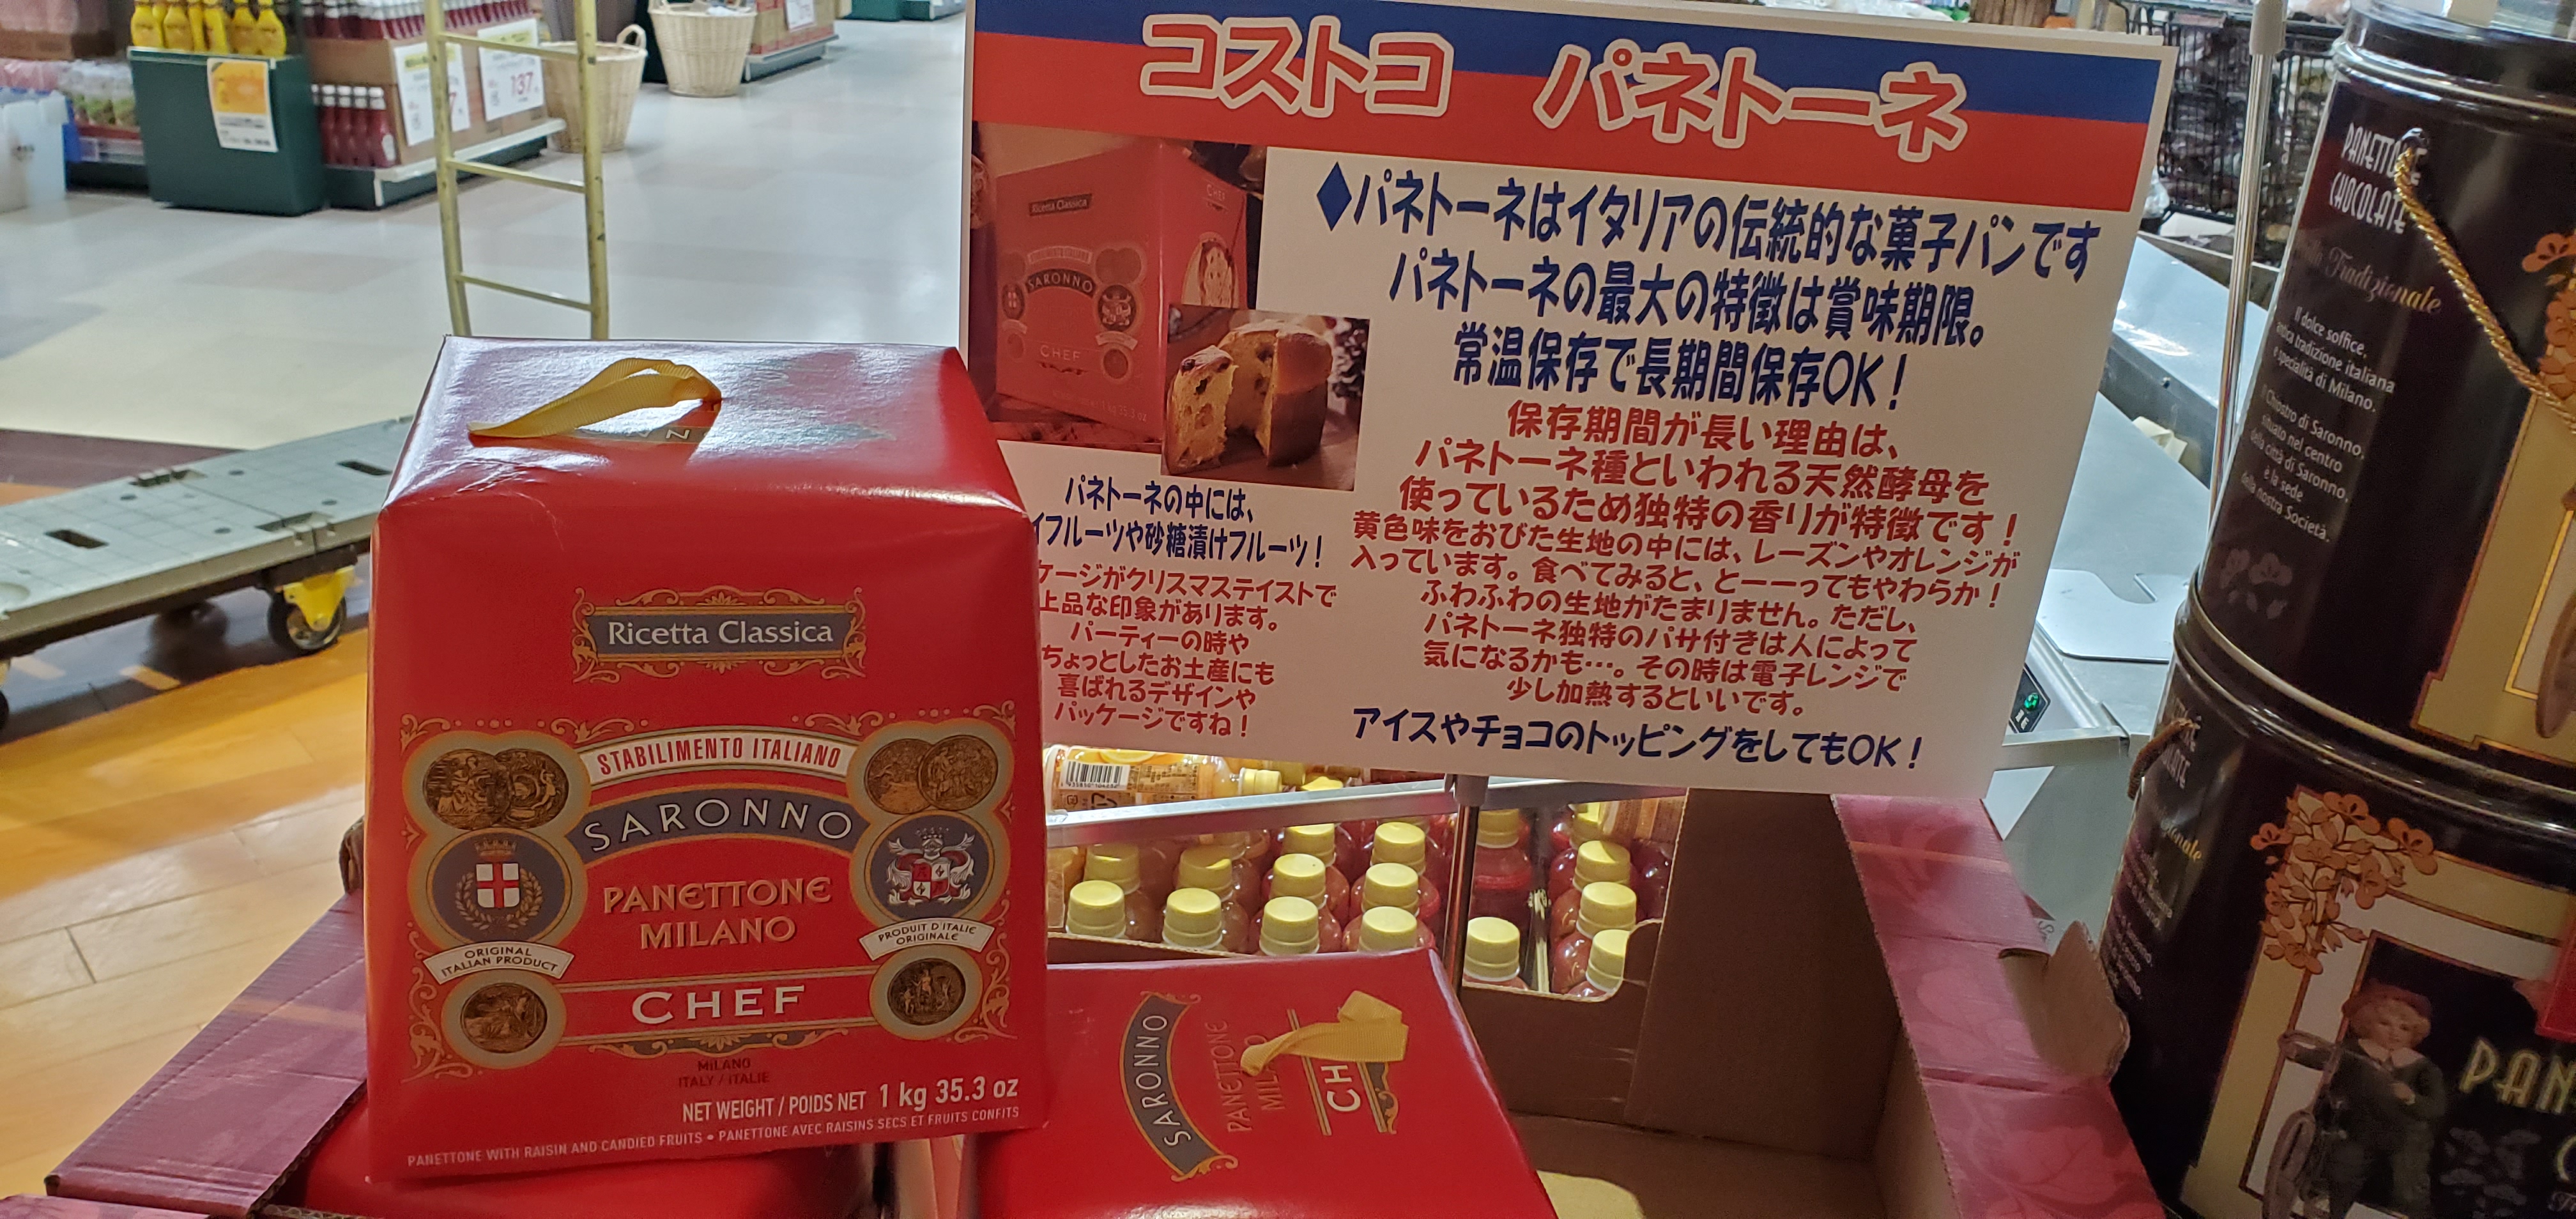 コストコ パネトーネ
◆パネトーネはイタリアの伝統的な菓子パンです
パネトーネの最大の特徴は賞味期限。
常温保存で長期間保存OK！
保存期間が長い理由は、
パネトーネ種といわれる天然酵母を
使っているため独特の香りが特徴です！
黄色味をおびた生地の中には、レーズンやオレンジが
入っています。食べてみると、とーーってもやわらか！
ふわふわの生地がたまりません。ただし、
パネトーネ独特のパサ付きは人によって
気になるかも…。その時は電子レンジで
少し加熱するといいです。
アイスやチョコのトッピングをしてもOK！
パネトーネの中には、
イフルーツや砂糖漬けフルーツ！
ケージがクリスマステイストで
上品な印象があります。
パーティーの時や
ちょっとしたお土産にも
喜ばれるデザインや
パッケージですね！
Ricetta Classica
SARONNO
CHEF
Ricetta Classica
STABILIMENTO ITALIANO
SARONNO
PANETTONE
MILANO
ORIGINAL
ITALIAN PRODUCT
PRODUIT D'ITALIE
ORIGINALE
CHEF
MILANO
ITALY / ITALIE
NET WEIGHT / POIDS NET 1 kg 35.3 oz
PANETTONE WITH RAISIN AND CANDIED FRUITS • PANETTONE AVEC RAISINS SECS ET FRUITS CONFITS
SARONNO
PANETTONE
PANETTONE
CHOCOLATE
Tradizionale
Il dolce soffice,
antica tradizione italiana
e specialità di Milano.
Il Chiostro di Saronno,
situato nel centro
della città di Saronno,
è la sede
della nostra Società.
137